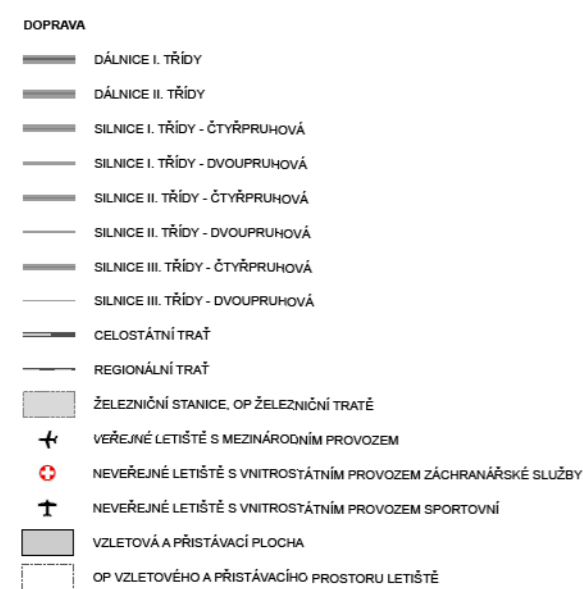 DOPRAVA
DÁLNICE I. TŘÍDY
DÁLNICE II. TŘÍDY
SILNICE I. TŘÍDY - ČTYŘPRUHOVÁ
SILNICE I. TŘÍDY - DVOUPRUHOVÁ
SILNICE II. TŘÍDY - ČTYŘPRUHOVÁ
SILNICE II. TŘÍDY - DVOUPRUHOVÁ
SILNICE III. TŘÍDY - ČTYŘPRUHOVÁ
SILNICE III. TŘÍDY - DVOUPRUHOVÁ
CELOSTÁTNÍ TRAŤ
REGIONÁLNÍ TRAŤ
ŽELEZNIČNÍ STANICE, OP ŽELEZNIČNÍ TRATĚ
VEŘEJNÉ LETIŠTĚ S MEZINÁRODNÍM PROVOZEM
NEVEŘEJNÉ LETIŠTĚ S VNITROSTÁTNÍM PROVOZEM ZÁCHRANÁŘSKÉ SLUŽBY
NEVEŘEJNÉ LETIŠTĚ S VNITROSTÁTNÍM PROVOZEM SPORTOVNÍ
VZLETOVÁ A PŘISTÁVACÍ PLOCHA
OP VZLETOVÉHO A PŘISTÁVACÍHO PROSTORU LETIŠTĚ